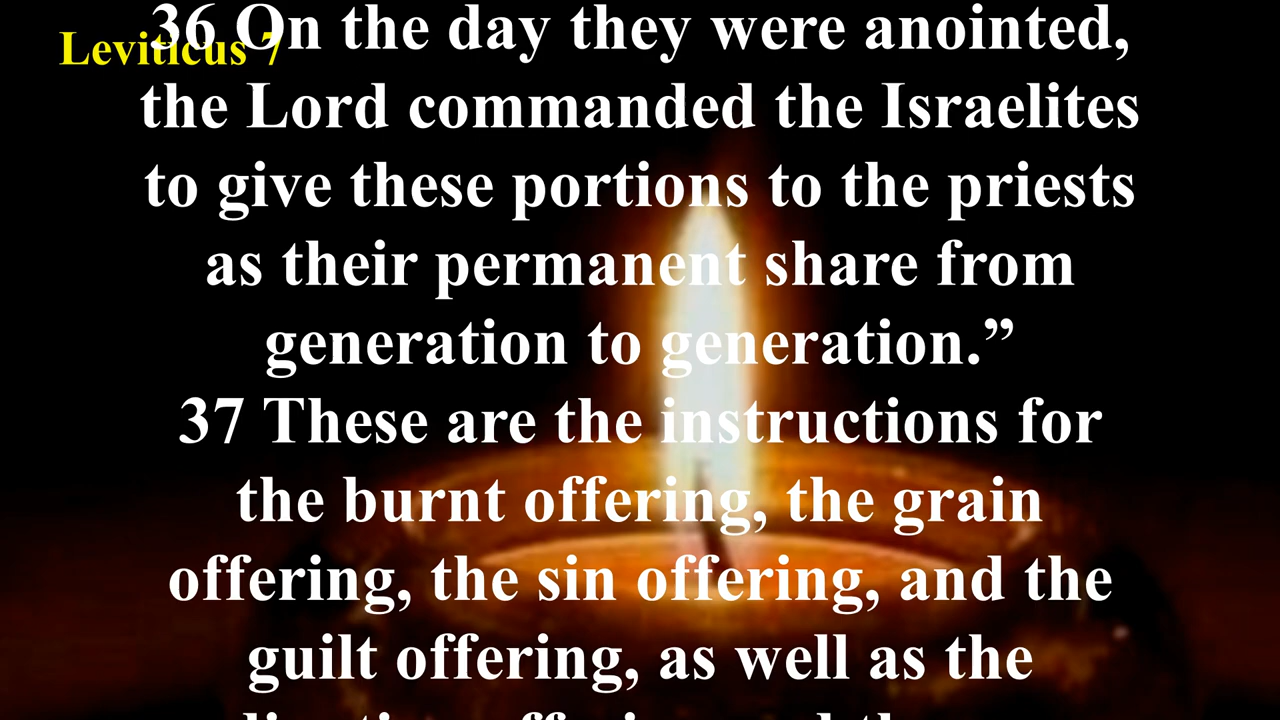 Leviticus 7
36 On the day they were anointed,
the Lord commanded the Israelites
to give these portions to the priests
as their permanent share from
generation to generation.”
37 These are the instructions for
the burnt offering, the grain
offering, the sin offering, and the
guilt offering, as well as the